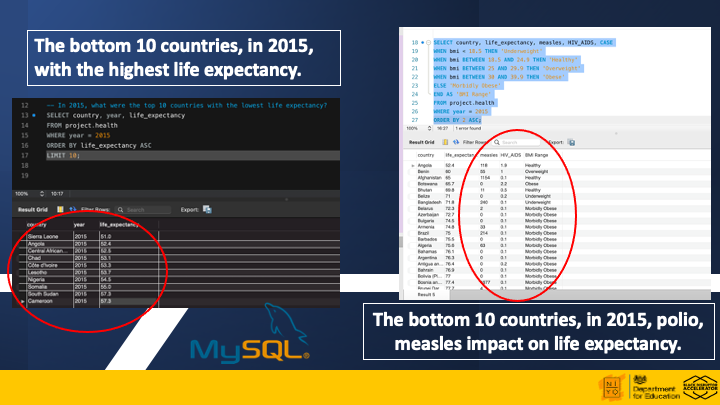 The bottom 10 countries, in 2015,
with the highest life expectancy.
12 -- In 2015, what were the top 10 countries with the lowest life expectancy?
13 SELECT country, year, life_expectancy
14 FROM project.health
15 WHERE year = 2015
16 ORDER BY life_expectancy ASC
17 LIMIT 10;
18
19
100% 10:17
Result Grid Filter Rows: Search Export:
country year life_expectancy
Sierra Leone 2015 51.0
Angola 2015 52.4
Central African... 2015 52.5
Chad 2015 53.1
Côte d'Ivoire 2015 53.3
Lesotho 2015 53.7
Nigeria 2015 54.5
Somalia 2015 55.0
South Sudan 2015 57.3
Cameroon 2015 57.3
18 SELECT country, life_expectancy, measles, HIV_AIDS, CASE
19 WHEN bmi < 18.5 THEN "Underweight"
20 WHEN bmi BETWEEN 18.5 AND 24.9 THEN "Healthy"
21 WHEN bmi BETWEEN 25 AND 29.9 THEN "Overweight"
22 WHEN bmi BETWEEN 30 AND 39.9 THEN "Obese"
23 ELSE "Morbidly Obese"
24 END AS "BMI Range"
25 FROM project.health
26 WHERE year = 2015
27 ORDER BY 2 ASC;
100% 16:27 1 error found
Result Grid Filter Rows: Search Export:
country life_expectancy measles HIV_AIDS BMI Range
Angola 52.4 118 1.9 Healthy
Benin 60 55 1 Overweight
Afghanistan 65 1154 0.1 Healthy
Botswana 65.7 0 2.2 Obese
Bhutan 69.8 11 0.5 Healthy
Belize 71 0 0.2 Underweight
Bangladesh 71.8 240 0.1 Underweight
Belarus 72.3 2 0.1 Morbidly Obese
Azerbaijan 72.7 0 0.1 Morbidly Obese
Bulgaria 74.5 0 0.1 Morbidly Obese
Armenia 74.8 33 0.1 Morbidly Obese
Brazil 75 214 0.1 Morbidly Obese
Barbados 75.5 0 0.1 Morbidly Obese
Algeria 75.6 63 0.1 Morbidly Obese
Bahamas 76.1 0 0.1 Morbidly Obese
Argentina 76.3 0 0.1 Morbidly Obese
Antigua an... 76.4 0 0.2 Morbidly Obese
Bahrain 76.9 0 0.1 Morbidly Obese
Bolivia (Pl... 77 0 0.1 Morbidly Obese
Bosnia an... 77.4 0.1 Morbidly Obese
Brunei Dar... 77.7 0.1 Morbidly Obese
Result 5
MySQL®
The bottom 10 countries, in 2015, polio,
measles impact on life expectancy.
NIYO
Department
for Education
BLACK DISRUPTOR
ACCELERATOR